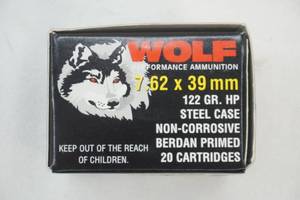 WOLF
FORMANCE AMMUNITION
7.62 x 39 mm
122 GR. HP
STEEL CASE
NON-CORROSIVE
BERDAN PRIMED
20 CARTRIDGES
KEEP OUT OF THE REACH
OF CHILDREN.